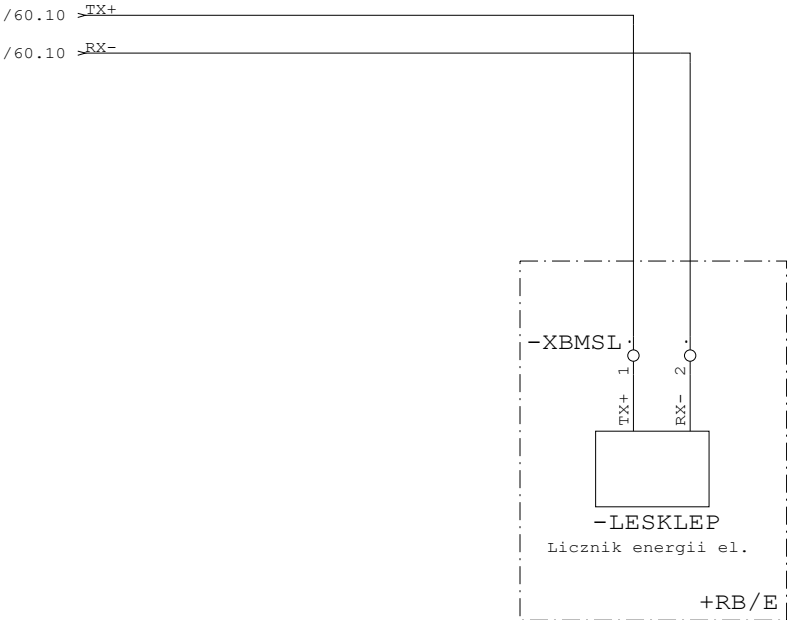 /60.10 TX+
/60.10 RX-
-XBMSL
1 2
TX+ RX-
-LESKLEP
Licznik energii el.
+RB/E